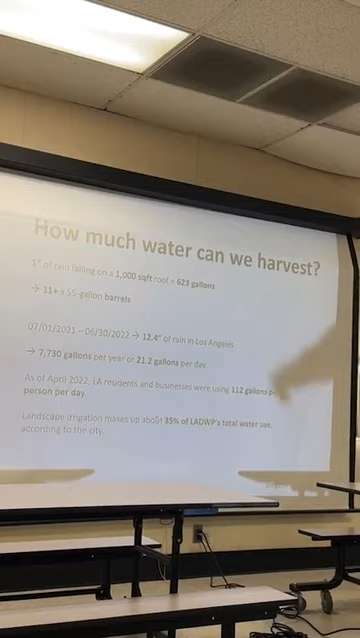 How much water can we harvest?
1" of rain falling on a 1,000 sqft roof = 623 gallons
→ 11+ x 55-gallon barrels
07/01/2021 – 06/30/2022 → 12.4" of rain in Los Angeles
→ 7,730 gallons per year or 21.2 gallons per day
As of April 2022, LA residents and businesses were using 112 gallons
person per day.
Landscape irrigation makes up about 35% of LADWP's total water use,
according to the city.